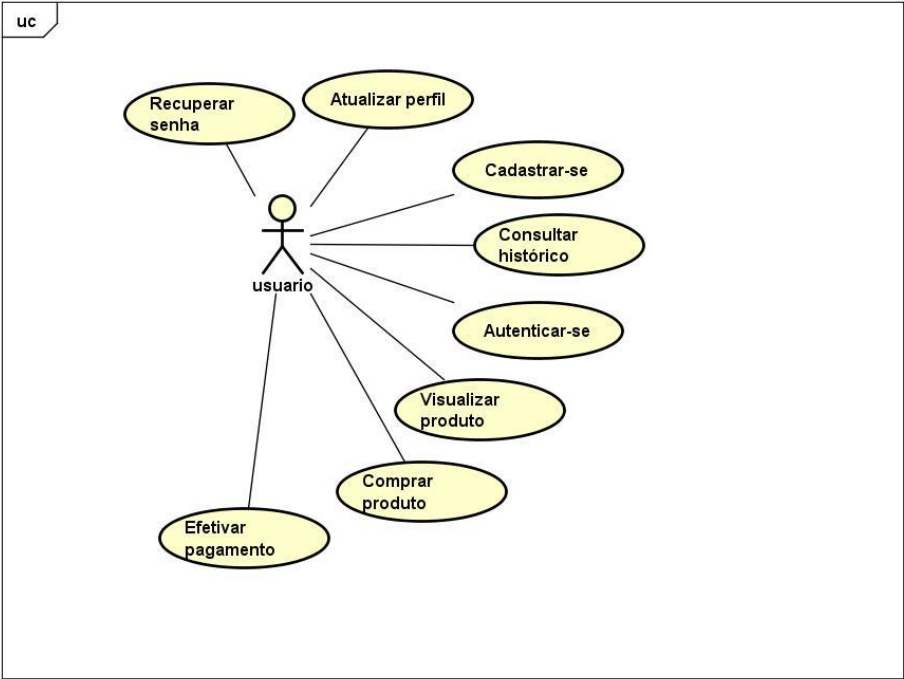 uc
Recuperar
senha
Atualizar perfil
Cadastrar-se
Consultar
histórico
usuario
Autenticar-se
Visualizar
produto
Comprar
produto
Efetivar
pagamento